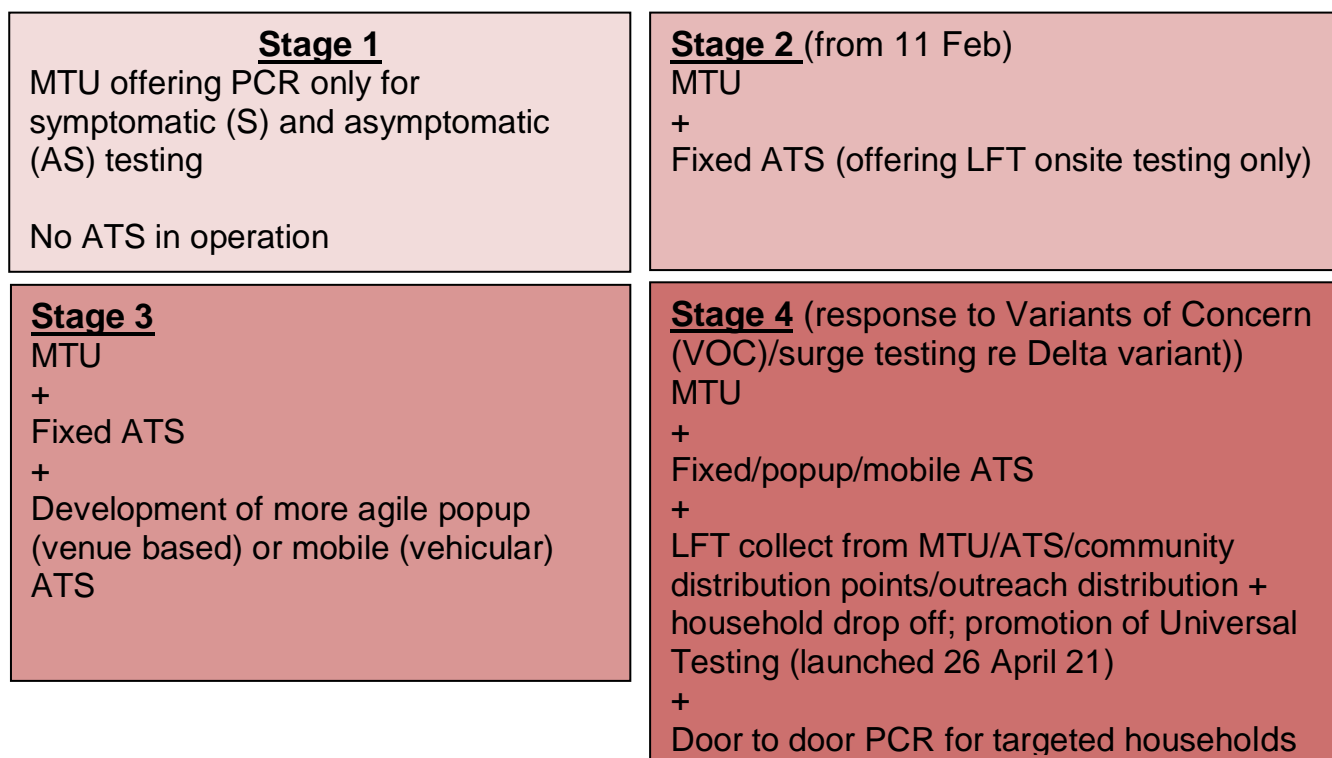 Stage 1
MTU offering PCR only for
symptomatic (S) and asymptomatic
(AS) testing
No ATS in operation
Stage 2 (from 11 Feb)
MTU
+
Fixed ATS (offering LFT onsite testing only)
Stage 3
MTU
+
Fixed ATS
+
Development of more agile popup
(venue based) or mobile (vehicular)
ATS
Stage 4 (response to Variants of Concern
(VOC)/surge testing re Delta variant))
MTU
+
Fixed/popup/mobile ATS
+
LFT collect from MTU/ATS/community
distribution points/outreach distribution +
household drop off; promotion of Universal
Testing (launched 26 April 21)
+
Door to door PCR for targeted households